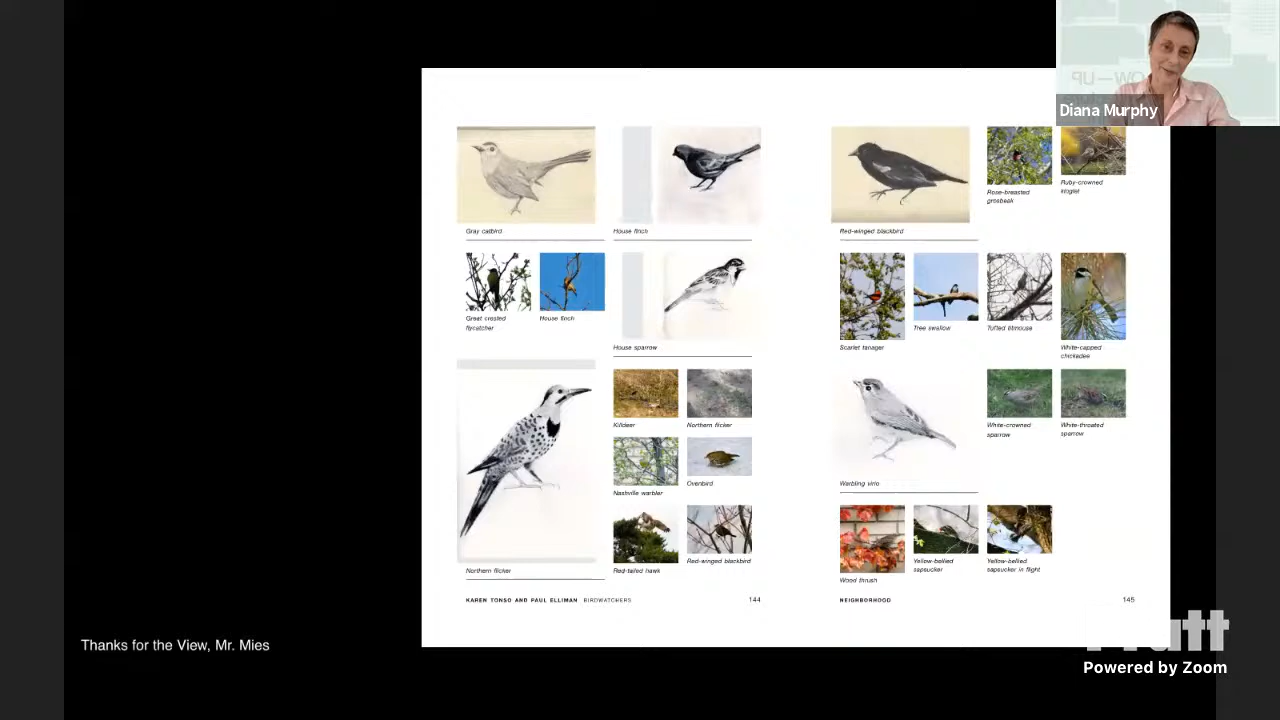 Diana Murphy
Gray catbird
House finch
Red-winged blackbird
Rose-breasted
grosbeak
Ruby-crowned
kinglet
Great crested
flycatcher
House finch
House sparrow
Scarlet tanager
Tree swallow
Tufted titmouse
White-capped
chickadee
Killdeer
Northern flicker
Nashville warbler
Ovenbird
White-crowned
sparrow
White-throated
sparrow
Warbling virio
Northern flicker
Red-tailed hawk
Red-winged blackbird
Wood thrush
Yellow-bellied
sapsucker
Yellow-bellied
sapsucker in flight
KAREN TONSO AND PAUL ELLIMAN BIRDWATCHERS
144
NEIGHBORHOOD
145
Thanks for the View, Mr. Mies
Powered by Zoom